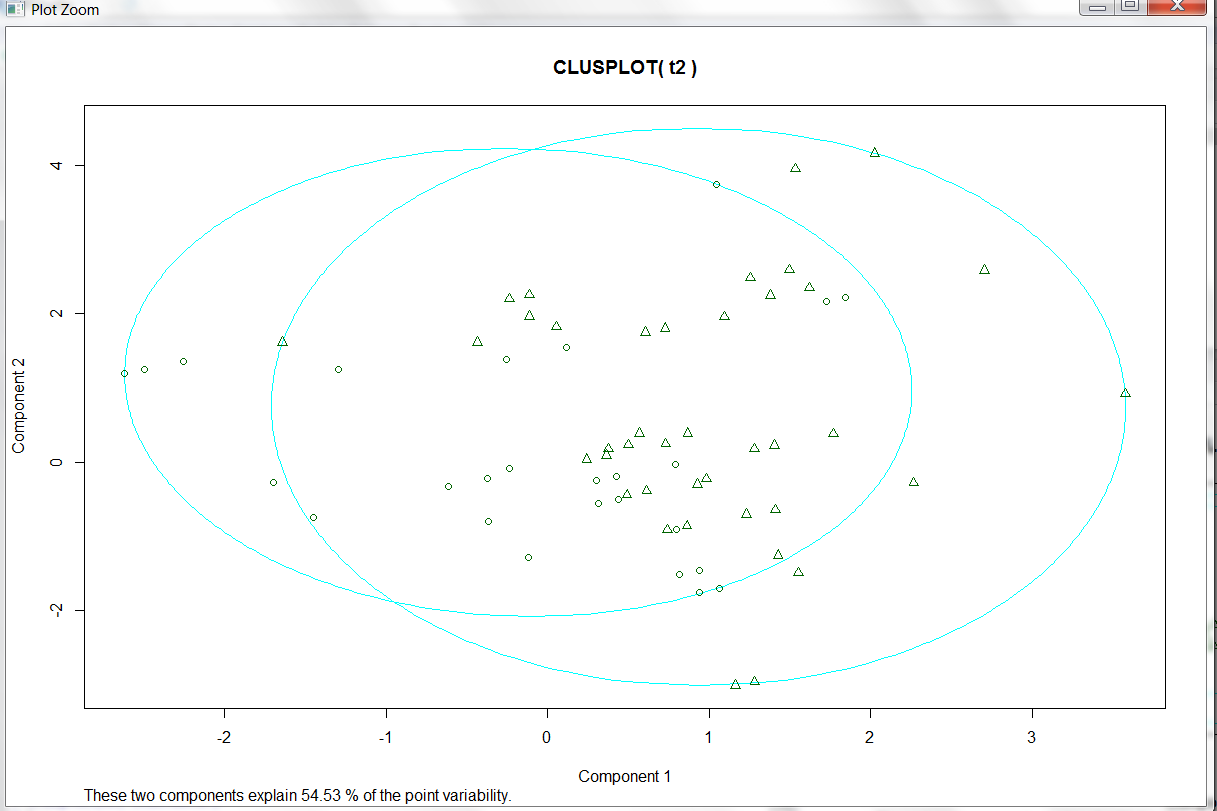 Plot Zoom
CLUSPLOT( t2 )
Component 2
4
2
0
-2
-2 -1 0 1 2 3
Component 1
These two components explain 54.53 % of the point variability.